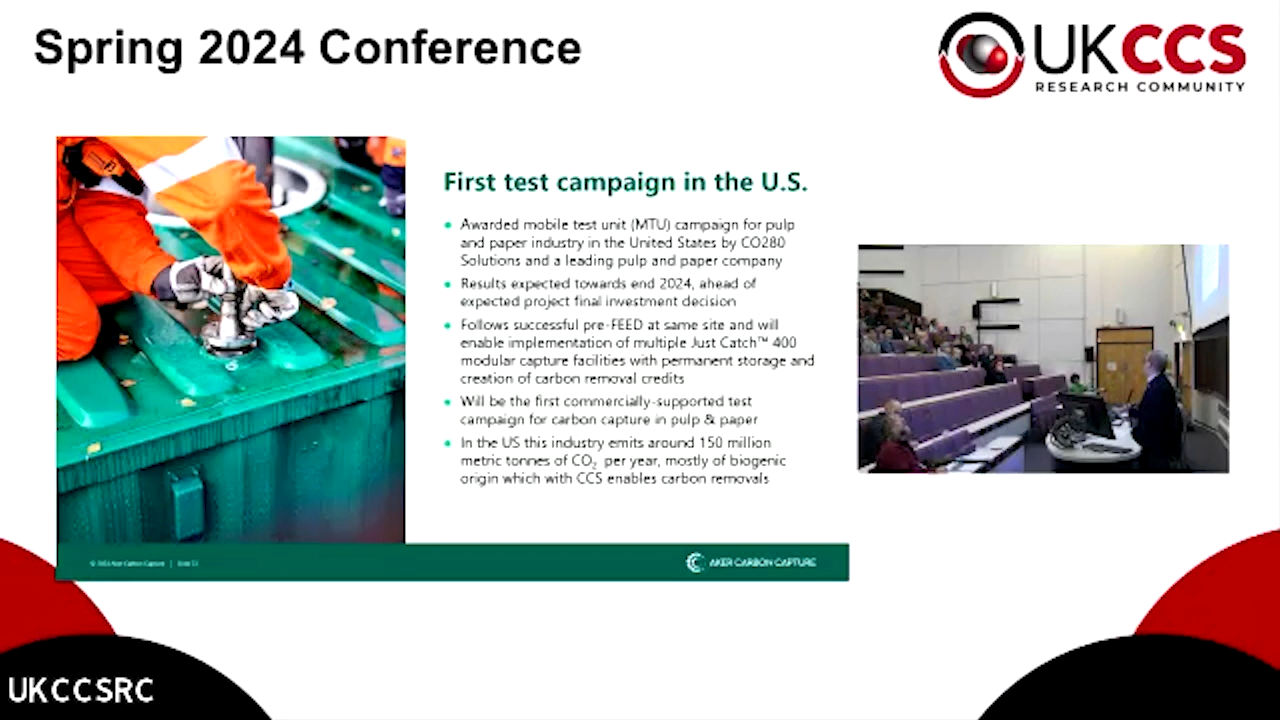 Spring 2024 Conference
UKCCS
RESEARCH COMMUNITY
First test campaign in the U.S.
• Awarded mobile test unit (MTU) campaign for pulp
and paper industry in the United States by CO280
Solutions and a leading pulp and paper company
• Results expected towards end 2024, ahead of
expected project final investment decision
• Follows successful pre-FEED at same site and will
enable implementation of multiple Just Catch™ 400
modular capture facilities with permanent storage and
creation of carbon removal credits
• Will be the first commercially-supported test
campaign for carbon capture in pulp & paper
• In the US this industry emits around 150 million
metric tonnes of CO₂ per year, mostly of biogenic
origin which with CCS enables carbon removals
AKER CARBON CAPTURE
UKCCSRC